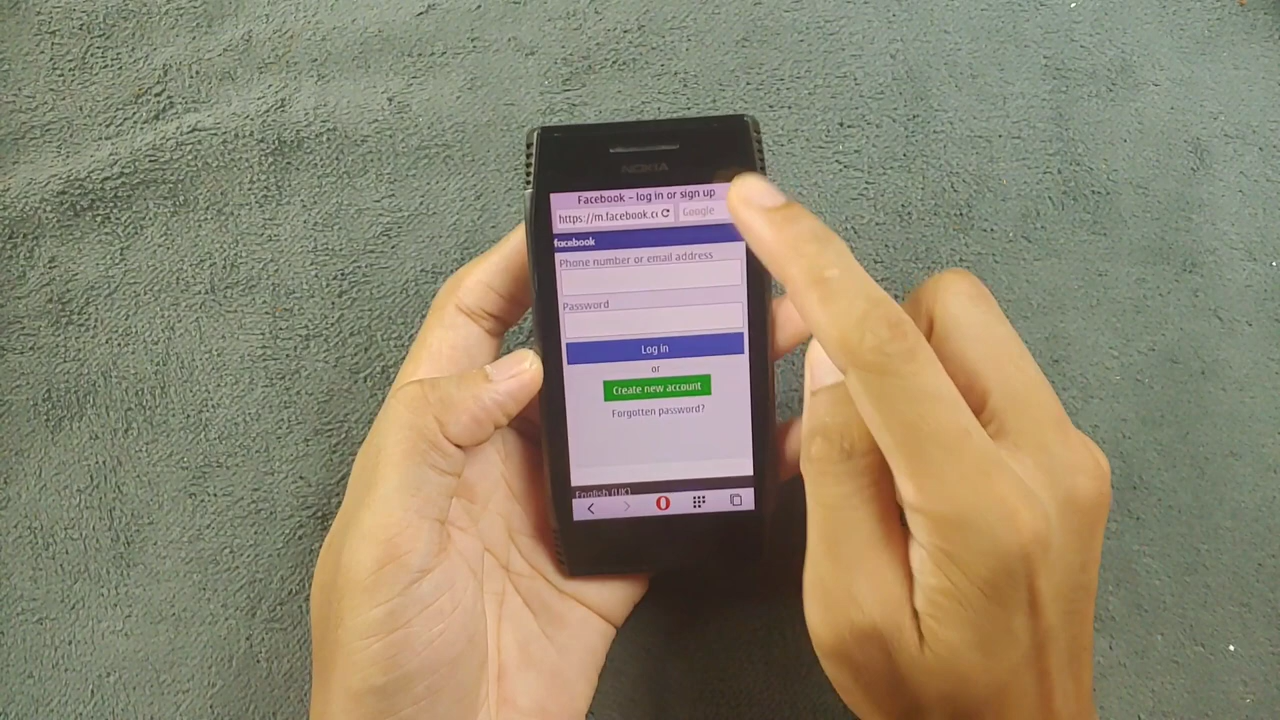 NOKIA
Facebook – log in or sign up
https://m.facebook.c Google
facebook
Phone number or email address
Password
Log in
or
Create new account
Forgotten password?
English (UK)